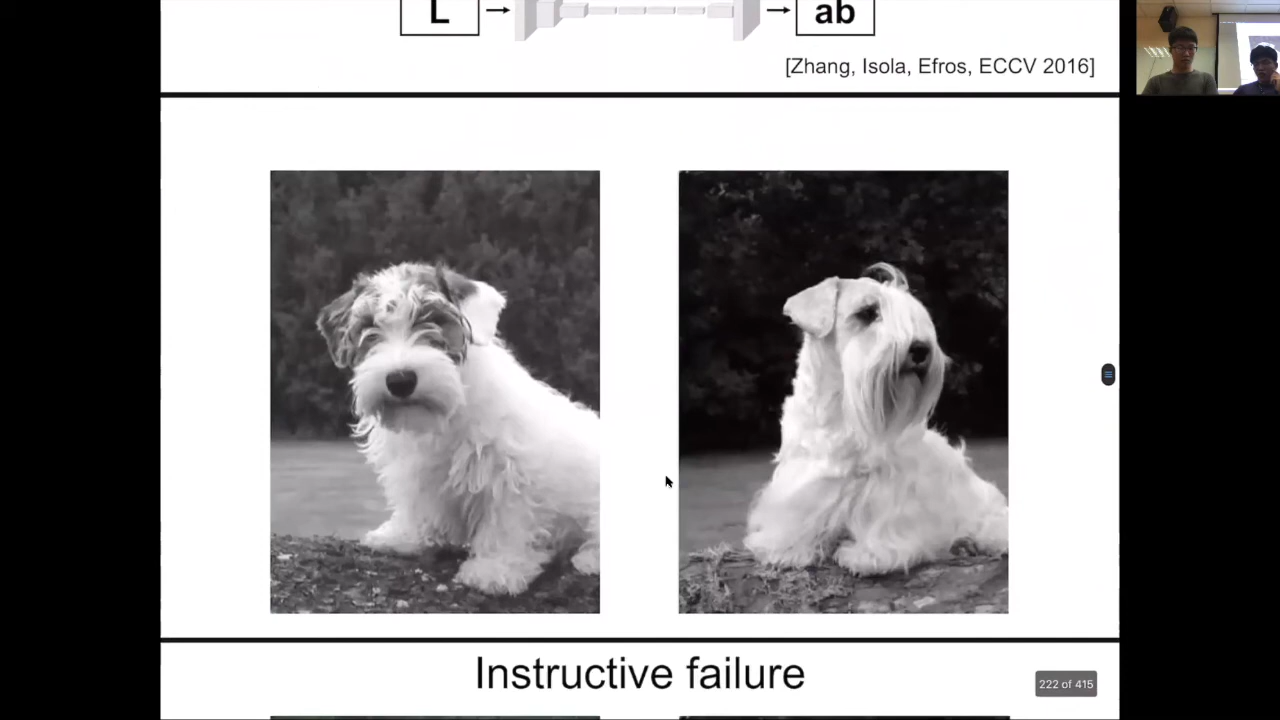 L
ab
[Zhang, Isola, Efros, ECCV 2016]
Instructive failure
222 of 415